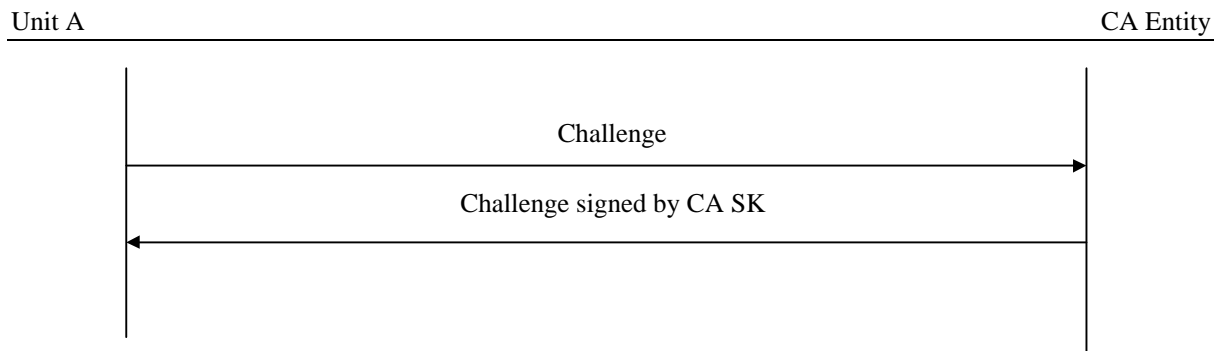 Unit A
CA Entity
Challenge
Challenge signed by CA SK